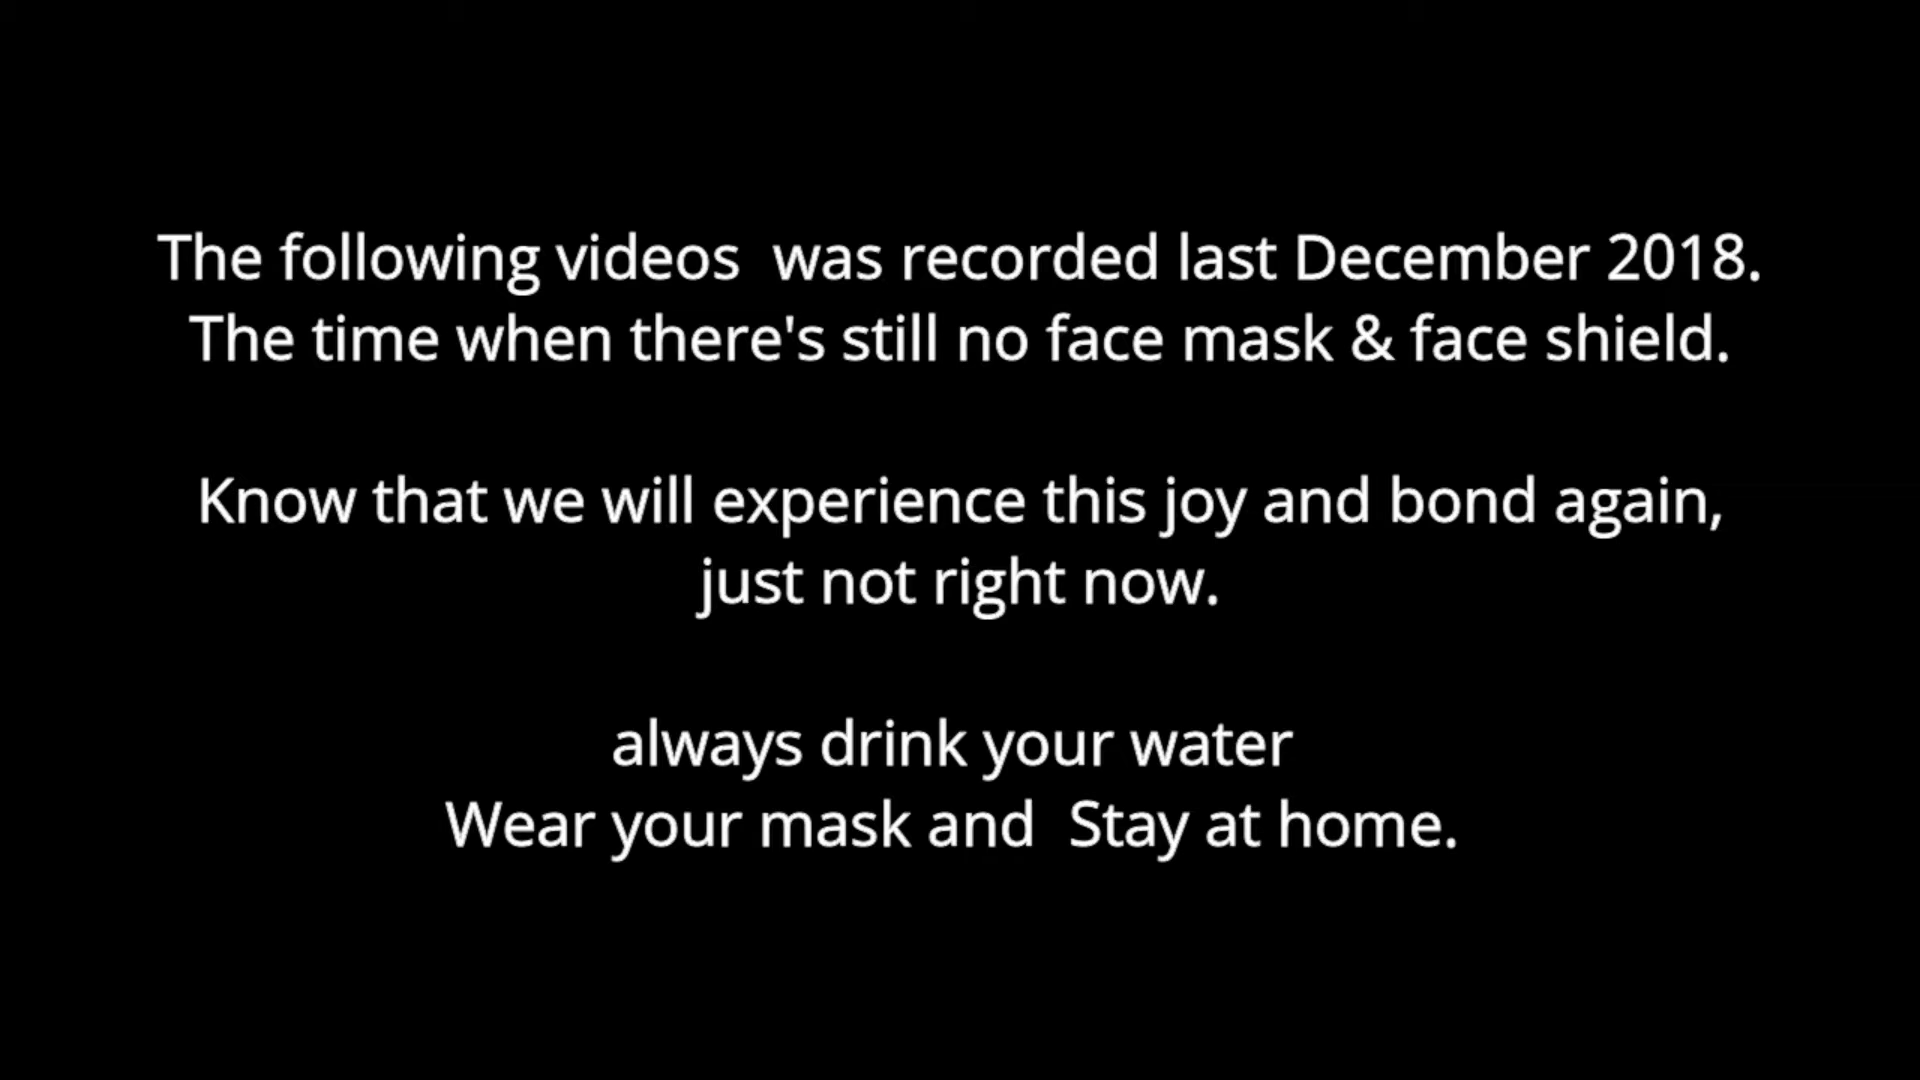 The following videos  was recorded last December 2018.
The time when there's still no face mask & face shield.
Know that we will experience this joy and bond again,
just not right now.
always drink your water
Wear your mask and  Stay at home.